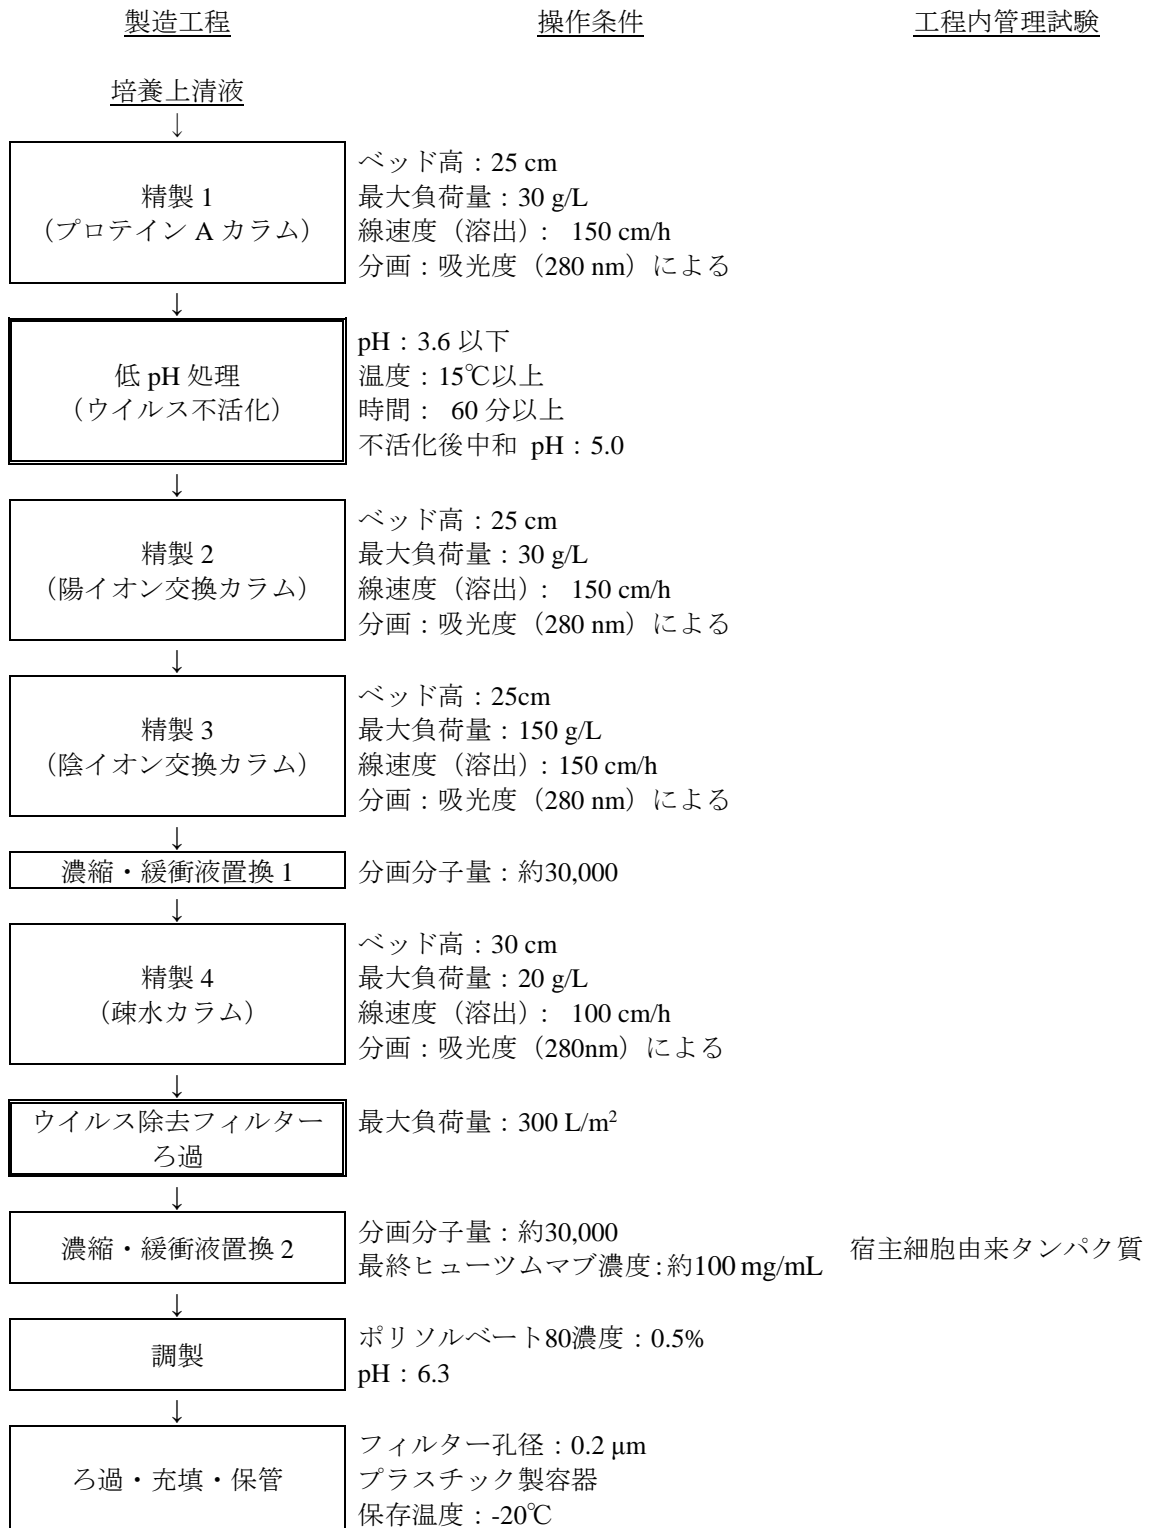 製造工程 操作条件 工程内管理試験
培養上清液
↓
精製 1
（プロテイン A カラム）
ベッド高：25 cm
最大負荷量：30 g/L
線速度（溶出）： 150 cm/h
分画：吸光度（280 nm）による
↓
低 pH 処理
（ウイルス不活化）
pH：3.6 以下
温度：15℃以上
時間： 60 分以上
不活化後中和 pH：5.0
↓
精製 2
（陽イオン交換カラム）
ベッド高：25 cm
最大負荷量：30 g/L
線速度（溶出）： 150 cm/h
分画：吸光度（280 nm）による
↓
精製 3
（陰イオン交換カラム）
ベッド高：25cm
最大負荷量：150 g/L
線速度（溶出）：150 cm/h
分画：吸光度（280 nm）による
↓
濃縮・緩衝液置換 1
分画分子量：約30,000
↓
精製 4
（疎水カラム）
ベッド高：30 cm
最大負荷量：20 g/L
線速度（溶出）： 100 cm/h
分画：吸光度（280nm）による
↓
ウイルス除去フィルター
ろ過
最大負荷量：300 L/m²
↓
濃縮・緩衝液置換 2
分画分子量：約30,000
最終ヒューツムマブ濃度：約100 mg/mL
宿主細胞由来タンパク質
↓
調製
ポリソルベート80濃度：0.5%
pH：6.3
↓
ろ過・充填・保管
フィルター孔径：0.2 μm
プラスチック製容器
保存温度：-20℃